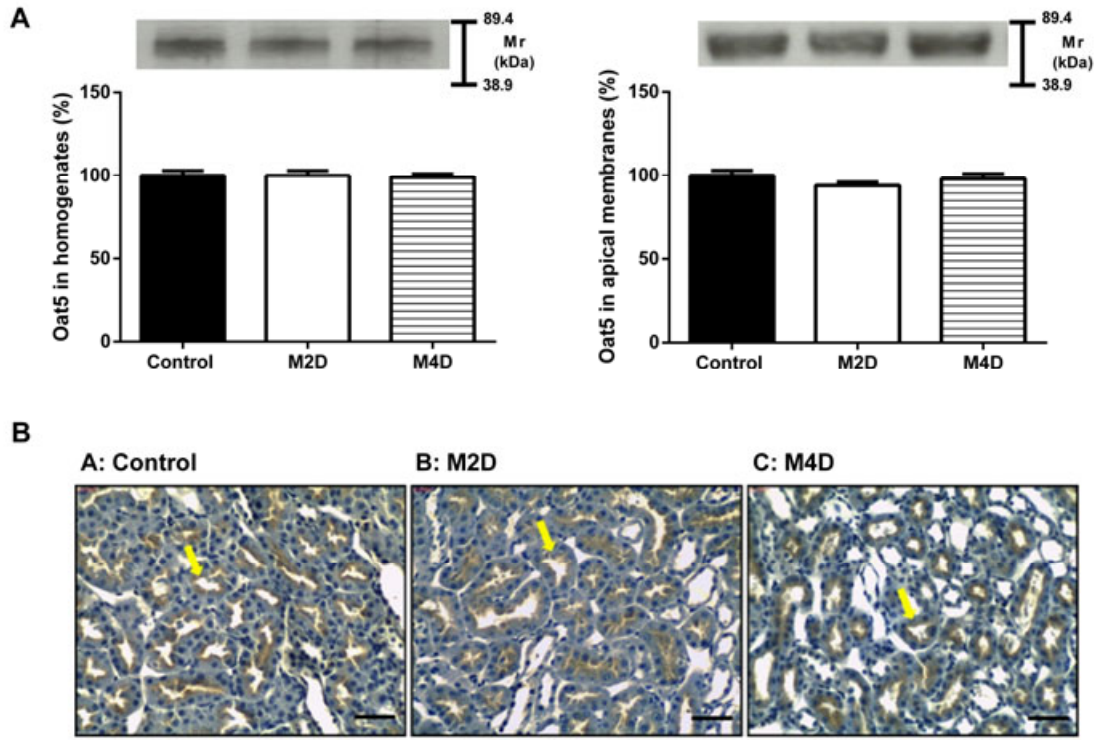 A
89.4
Mr
(kDa)
38.9
150
100
50
0
Oat5 in homogenates (%)
Control
M2D
M4D
89.4
Mr
(kDa)
38.9
150
100
50
0
Oat5 in apical membranes (%)
Control
M2D
M4D
B
A: Control
B: M2D
C: M4D